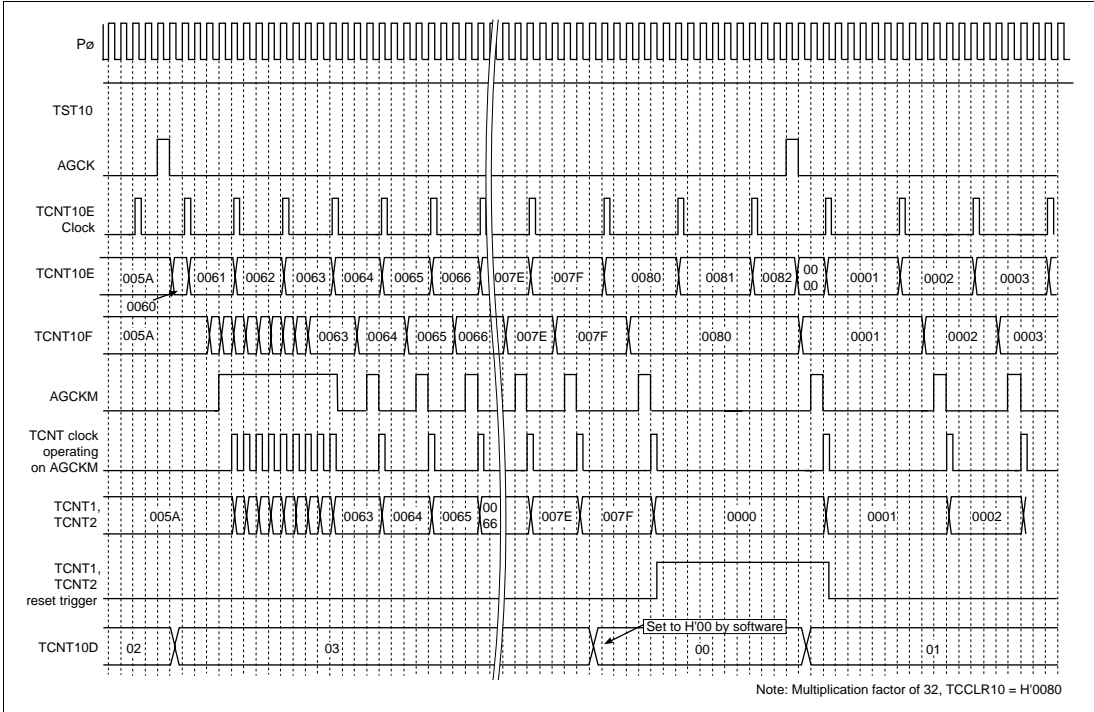 Pø
TST10
AGCK
TCNT10E
Clock
TCNT10E
005A 0061 0062 0063 0064 0065 0066 007E 007F 0080 0081 0082 00 0001 0002 0003
00
0060
TCNT10F
005A 0063 0064 0065 0066 007E 007F 0080 0001 0002 0003
AGCKM
TCNT clock
operating
on AGCKM
TCNT1,
TCNT2
005A 0063 0064 0065 00 007E 007F 0000 0001 0002
66
TCNT1,
TCNT2
reset trigger
Set to H'00 by software
TCNT10D
02 03 00 01
Note: Multiplication factor of 32, TCCLR10 = H'0080